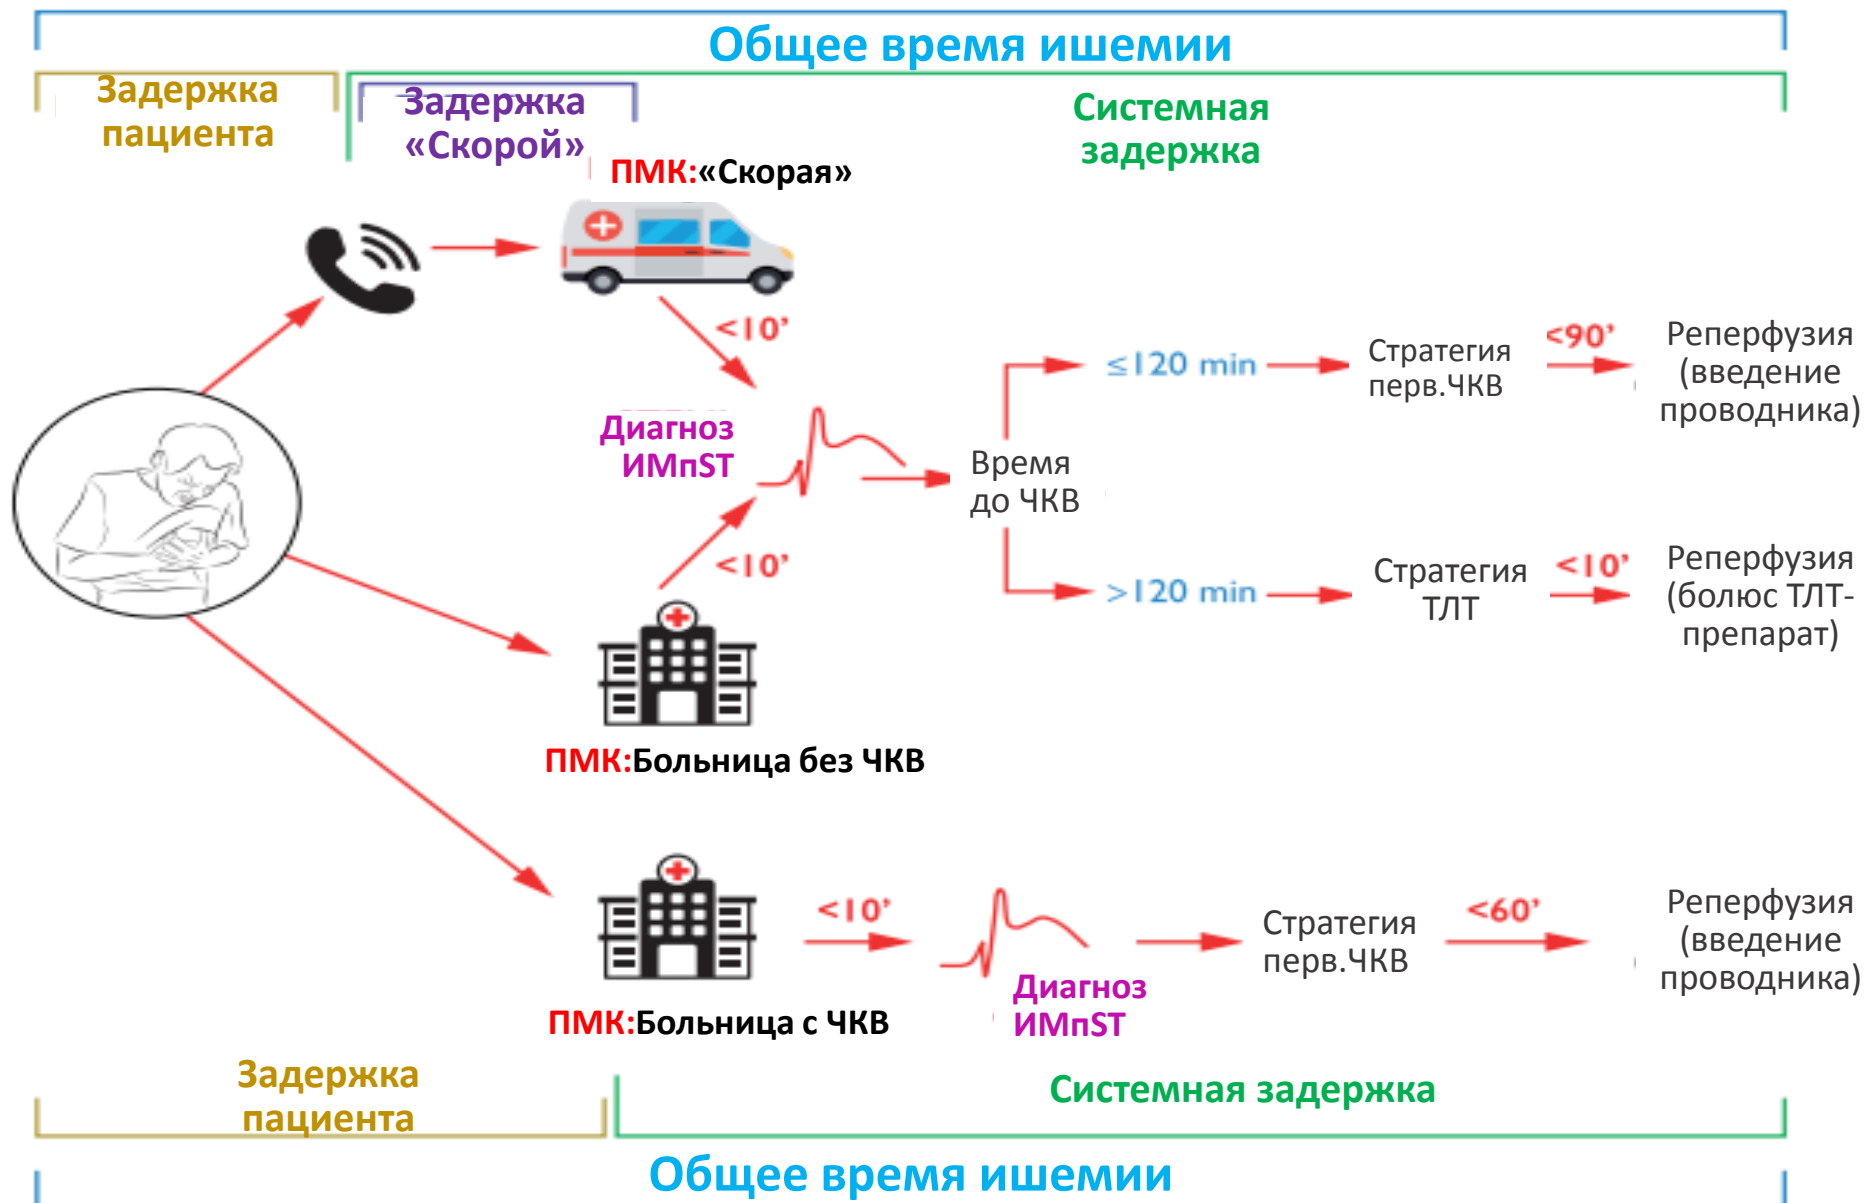 Общее время ишемии
Задержка
пациента
Задержка
«Скорой»
Системная
задержка
ПМК:«Скорая»
<10’
Диагноз
ИМпST
<10’
Время
до ЧКВ
≤120 min
Стратегия
перв.ЧКВ
<90’
Реперфузия
(введение
проводника)
>120 min
Стратегия
ТЛТ
<10’
Реперфузия
(болюс ТЛТ-
препарат)
ПМК:Больница без ЧКВ
<10’
Диагноз
ИМпST
Стратегия
перв.ЧКВ
<60’
Реперфузия
(введение
проводника)
ПМК:Больница с ЧКВ
Задержка
пациента
Системная задержка
Общее время ишемии